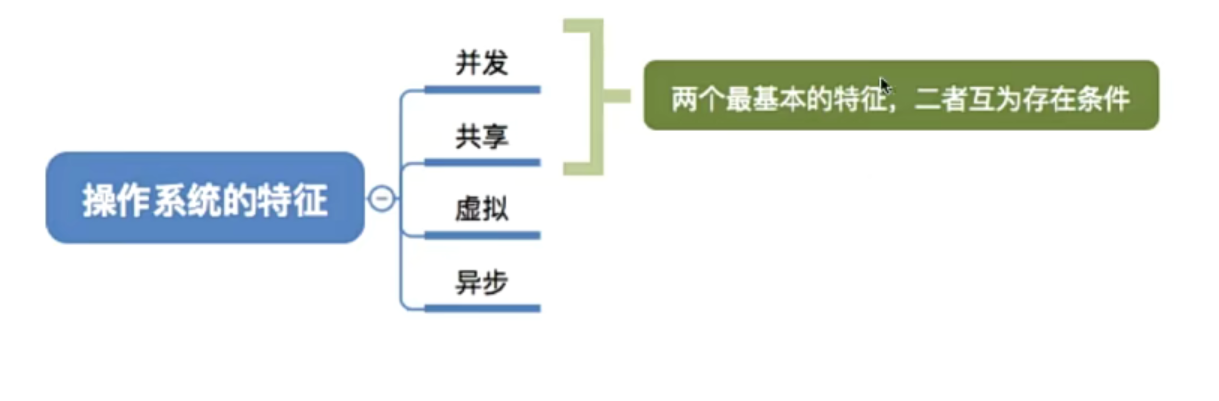 操作系统的特征
并发
共享
虚拟
异步
两个最基本的特征，二者互为存在条件